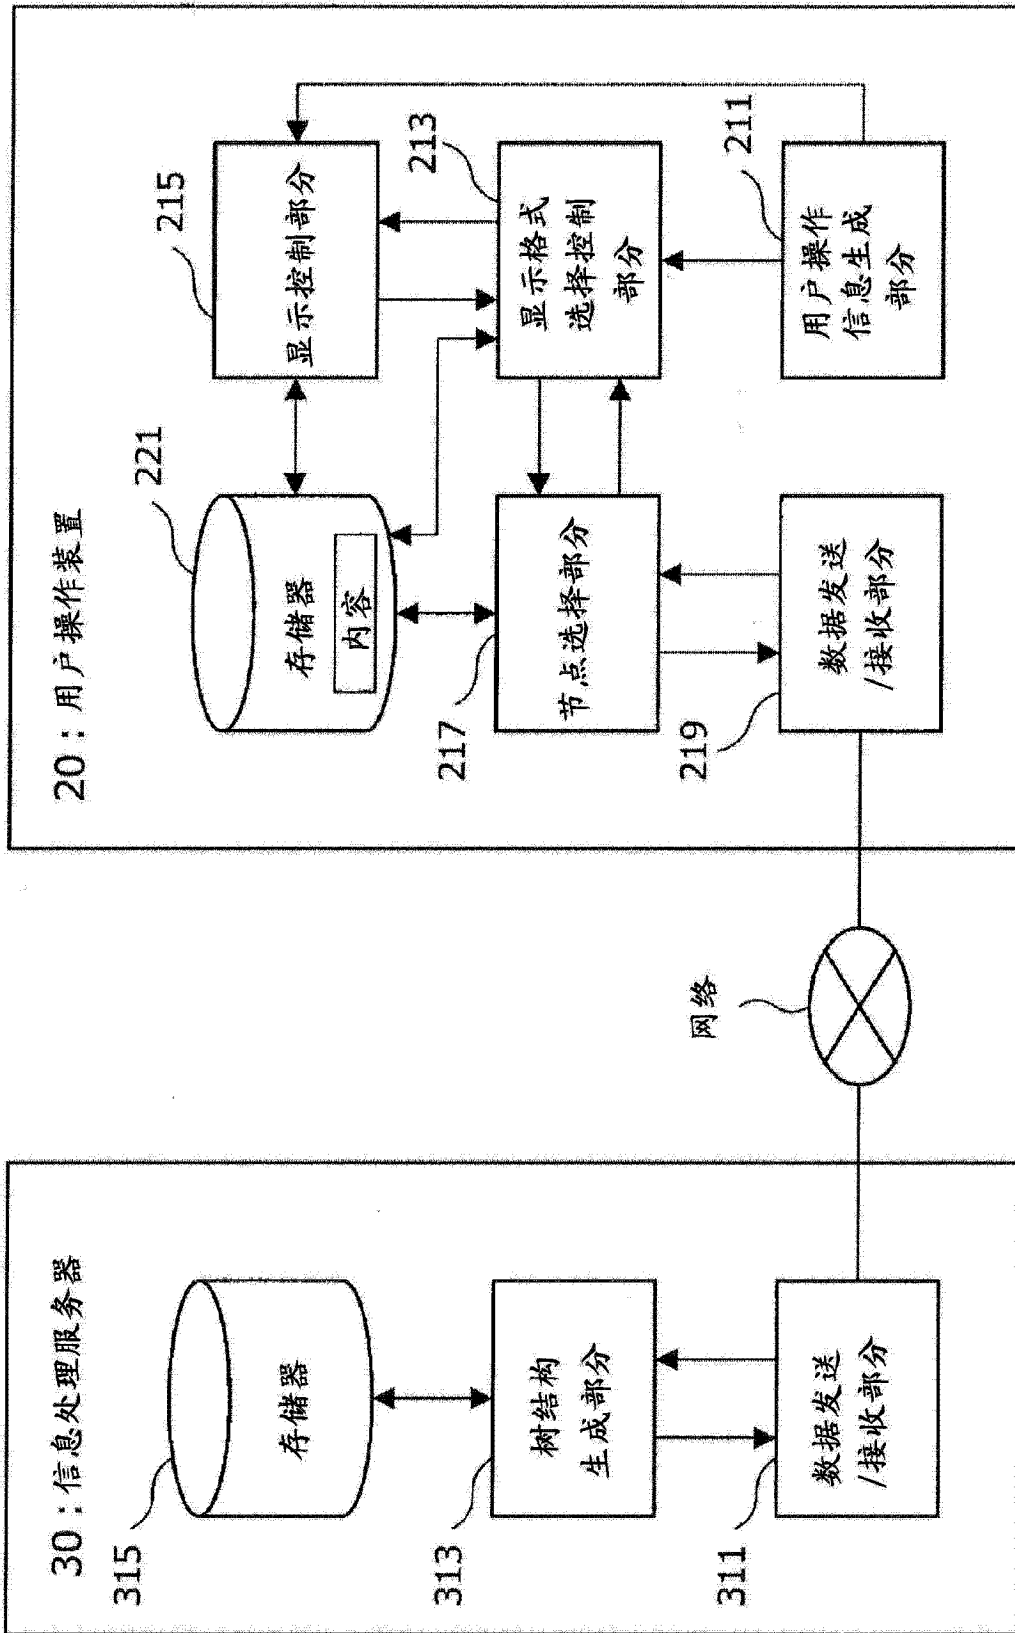 30：信息处理服务器
315
存储器
313
树结构
生成部分
311
数据发送
/接收部分
网络
20：用户操作装置
221
存储器
内容
215
显示控制部分
217
节点选择部分
213
显示格式
选择控制
部分
219
数据发送
/接收部分
211
用户操作
信息生成
部分